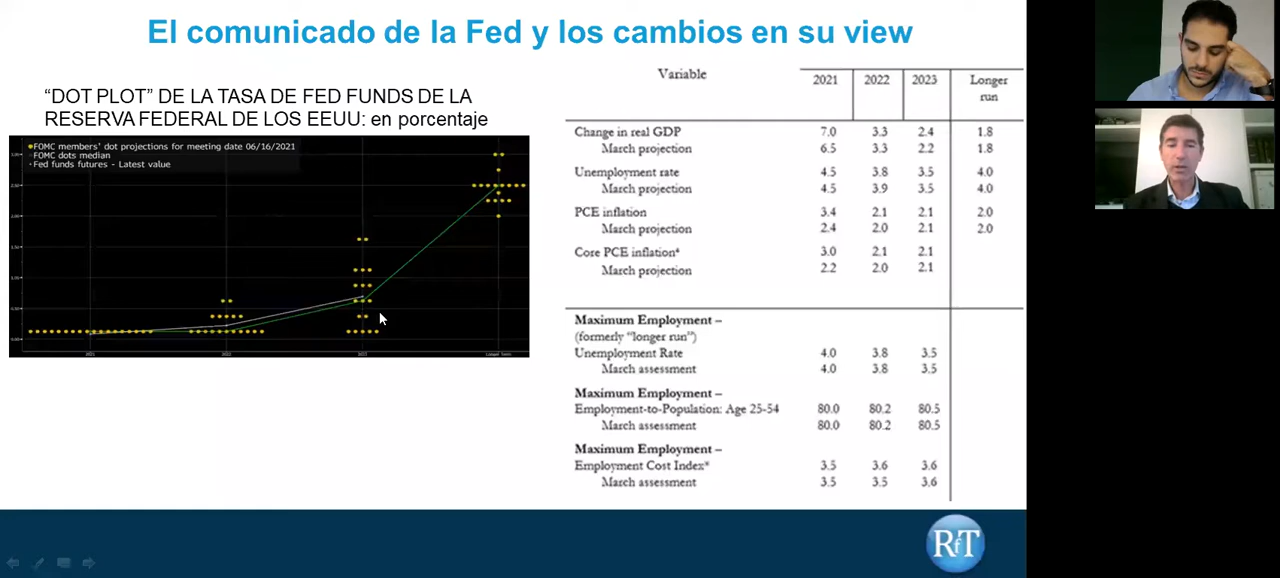 El comunicado de la Fed y los cambios en su view
“DOT PLOT” DE LA TASA DE FED FUNDS DE LA
RESERVA FEDERAL DE LOS EEUU: en porcentaje
FOMC members' dot projections for meeting date 06/16/2021
FOMC dots median
Fed funds futures - Latest value
2021
2022
2023
Variable 2021 2022 2023 Longer
run
Change in real GDP 7.0 3.3 2.4 1.8
March projection 6.5 3.3 2.2 1.8
Unemployment rate 4.5 3.8 3.5 4.0
March projection 4.5 3.9 3.5 4.0
PCE inflation 3.4 2.1 2.1 2.0
March projection 2.4 2.0 2.1 2.0
Core PCE inflation⁴ 3.0 2.1 2.1
March projection 2.2 2.0 2.1
Maximum Employment –
(formerly “longer run”)
Unemployment Rate 4.0 3.8 3.5
March assessment 4.0 3.8 3.5
Maximum Employment –
Employment-to-Population: Age 25-54 80.0 80.2 80.5
March assessment 80.0 80.2 80.5
Maximum Employment –
Employment Cost Index* 3.5 3.6 3.6
March assessment 3.5 3.5 3.6
RfT